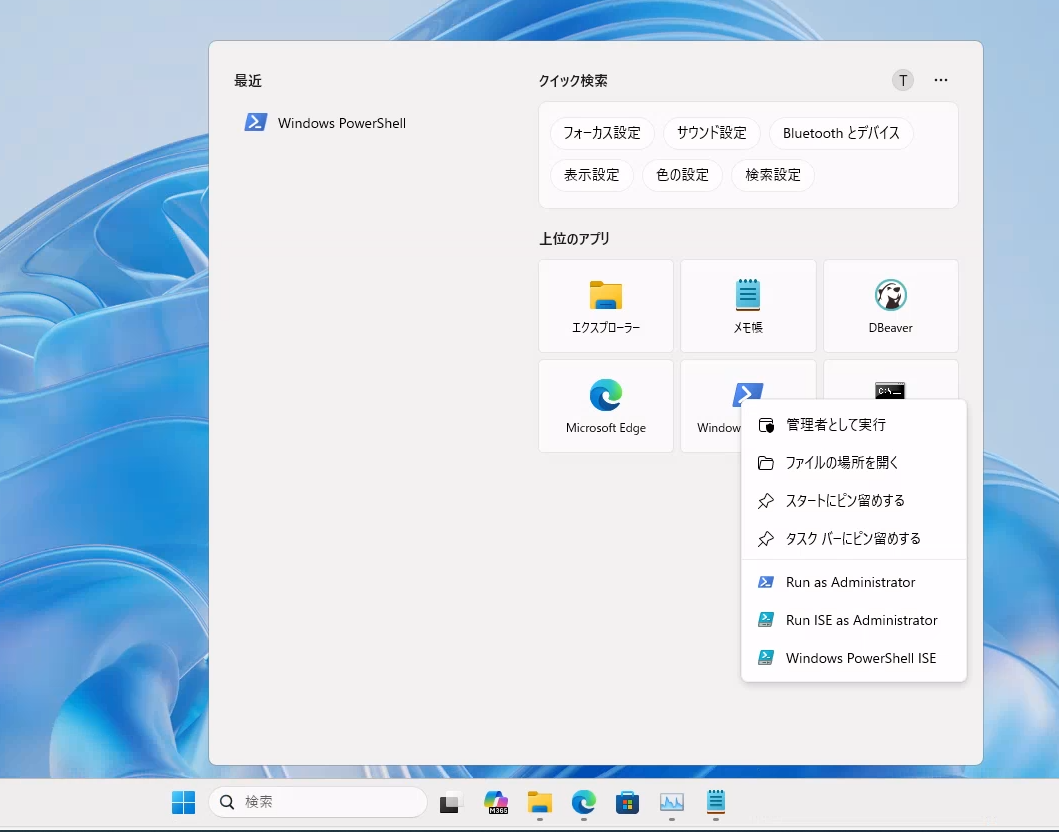 最近
Windows PowerShell
クイック検索
T
フォーカス設定
サウンド設定
Bluetooth とデバイス
表示設定
色の設定
検索設定
上位のアプリ
エクスプローラー
メモ帳
DBeaver
Microsoft Edge
Window
C:\_
管理者として実行
ファイルの場所を開く
スタートにピン留めする
タスク バーにピン留めする
Run as Administrator
Run ISE as Administrator
Windows PowerShell ISE
検索
M365